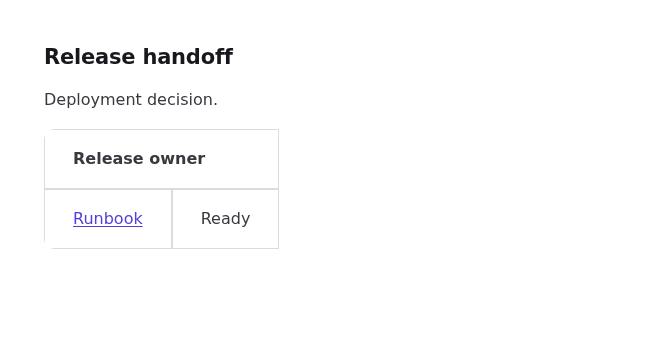 Release handoff
Deployment decision.
Release owner
Runbook Ready